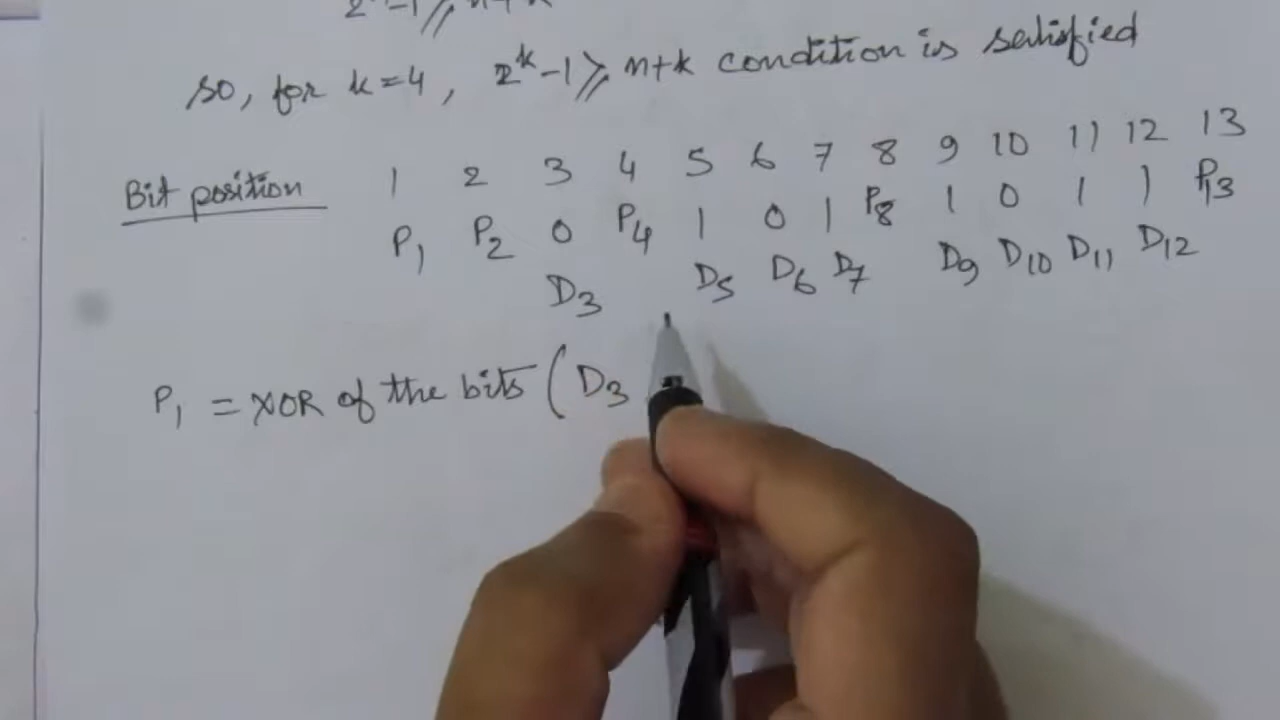 so, for k=4, 2^k-1 ≥ n+k condition is satisfied
Bit position 1 2 3 4 5 6 7 8 9 10 11 12 13
P1 P2 0 P4 1 0 1 P8 1 0 1 1 P13
D3 D5 D6 D7 D9 D10 D11 D12
P1 = XOR of the bits (D3